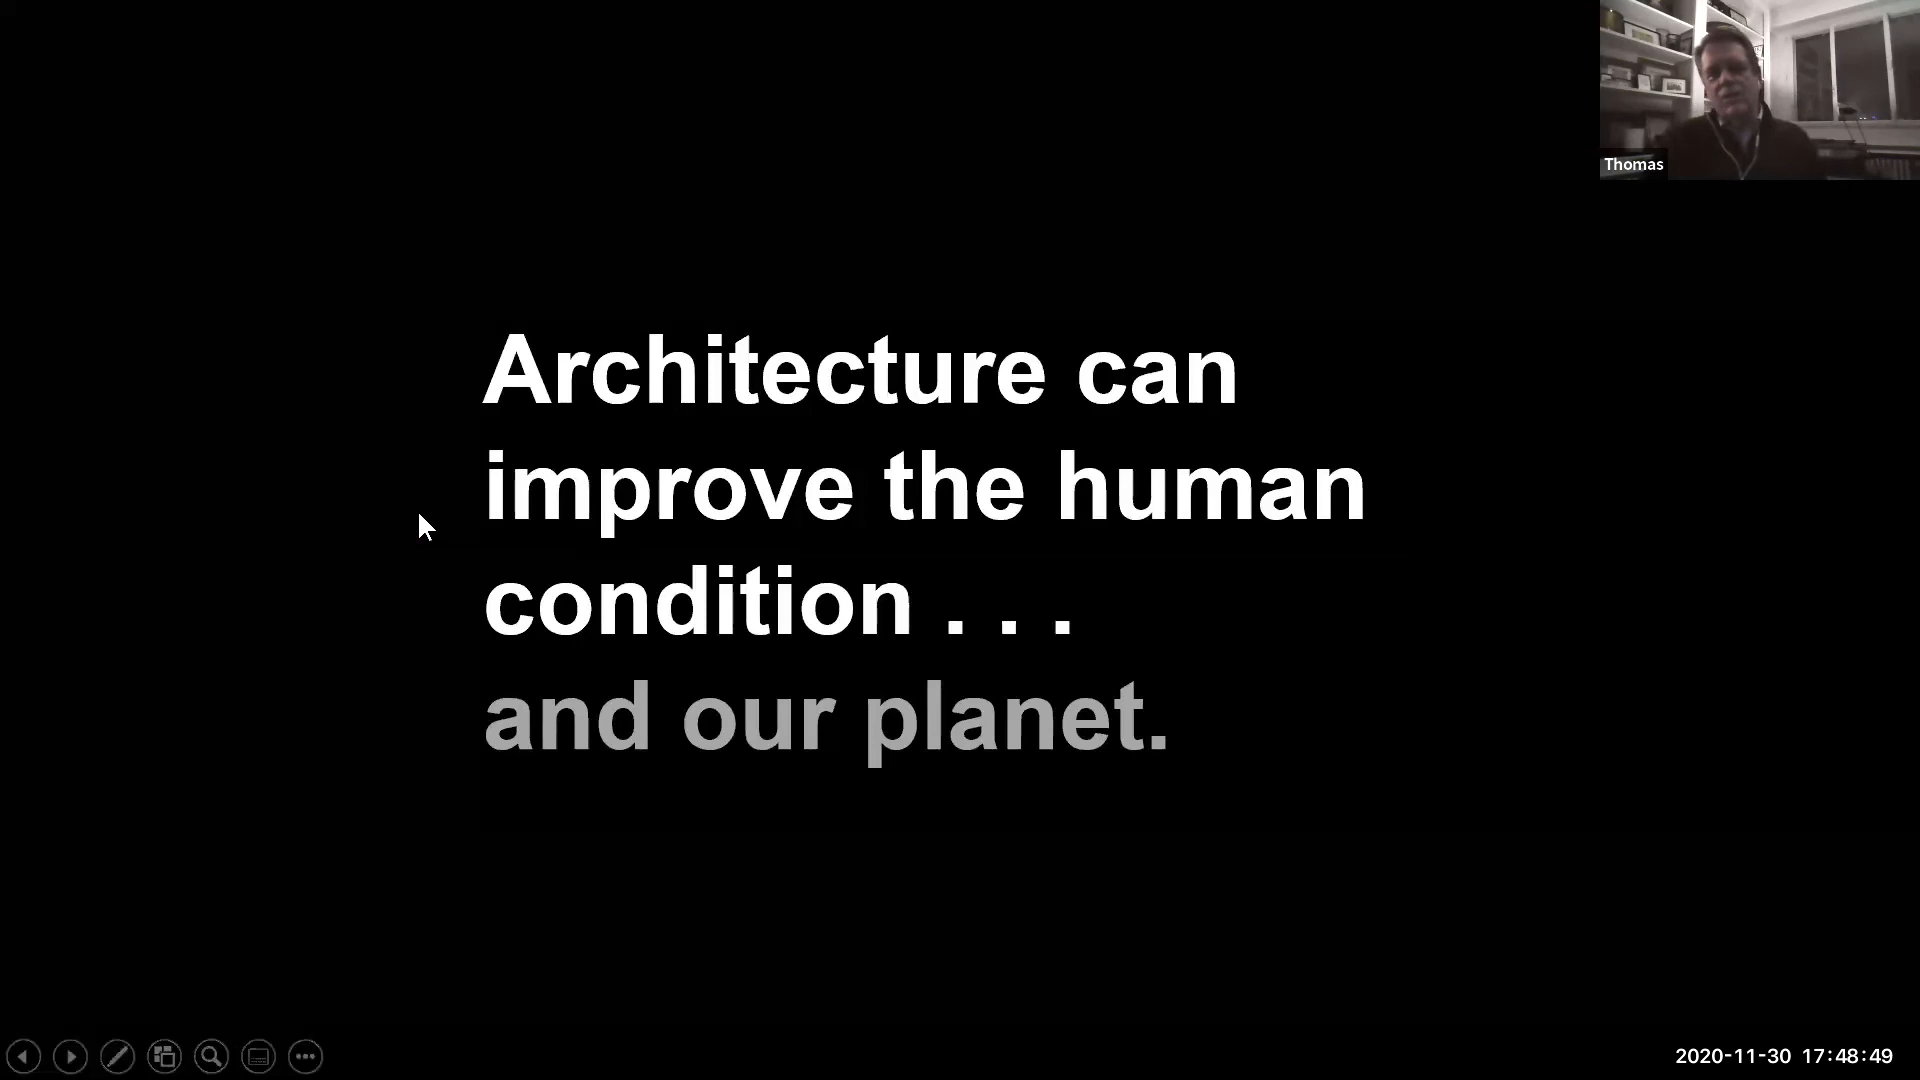 Thomas
Architecture can
improve the human
condition . . .
and our planet.
2020-11-30 17:48:49